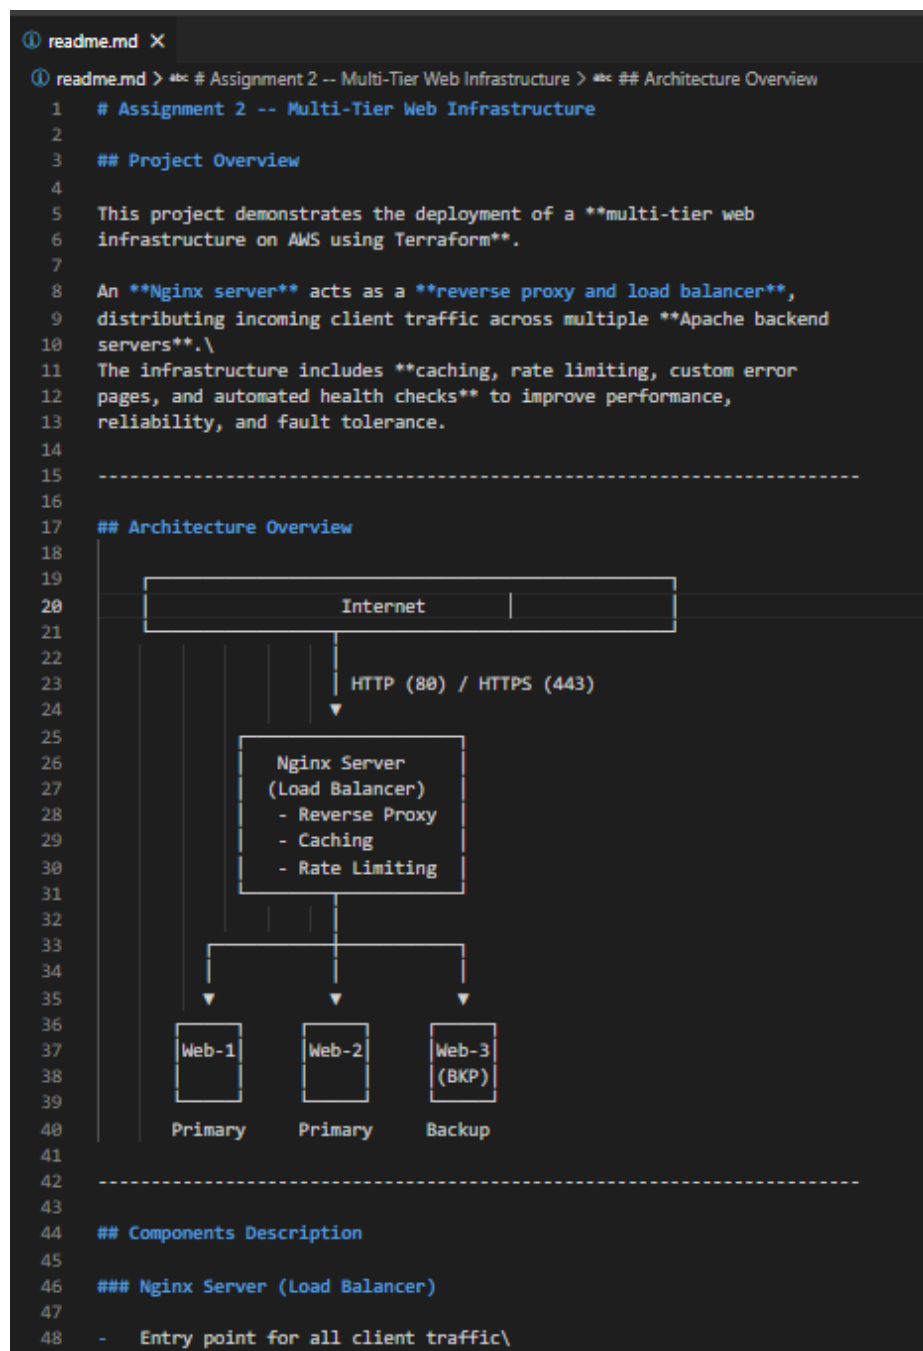 readme.md ×
readme.md > abc # Assignment 2 -- Multi-Tier Web Infrastructure > abc ## Architecture Overview
1 # Assignment 2 -- Multi-Tier Web Infrastructure
2
3 ## Project Overview
4
5 This project demonstrates the deployment of a **multi-tier web
6 infrastructure on AWS using Terraform**.
7
8 An **Nginx server** acts as a **reverse proxy and load balancer**,
9 distributing incoming client traffic across multiple **Apache backend
10 servers**.\
11 The infrastructure includes **caching, rate limiting, custom error
12 pages, and automated health checks** to improve performance,
13 reliability, and fault tolerance.
14
15 ------------------------------------------------------------------------
16
17 ## Architecture Overview
18
19
20 Internet
21
22
23 HTTP (80) / HTTPS (443)
24 ▼
25
26 Nginx Server
27 (Load Balancer)
28 - Reverse Proxy
29 - Caching
30 - Rate Limiting
31
32
33
34
35 ▼ ▼ ▼
36
37 Web-1 Web-2 Web-3
38 (BKP)
39
40 Primary Primary Backup
41
42 ------------------------------------------------------------------------
43
44 ## Components Description
45
46 ### Nginx Server (Load Balancer)
47
48 - Entry point for all client traffic\